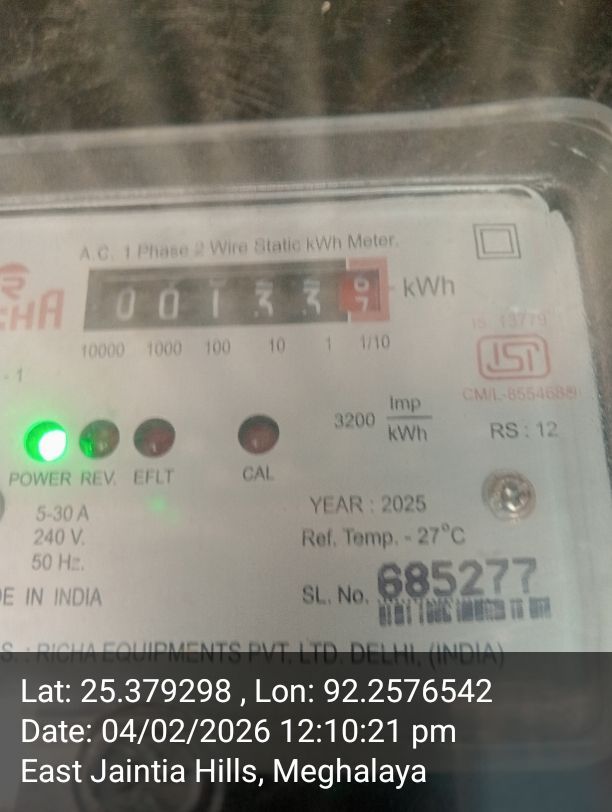 A.C. 1 Phase 2 Wire Static kWh Meter.
0 0 1 3 3 kWh
10000 1000 100 10 1 1/10
IS 13779
ISI
CM/L-8554689
- 1
3200 Imp/kWh
RS : 12
POWER REV. EFLT CAL
5-30 A
240 V.
50 Hz.
YEAR : 2025
Ref. Temp. - 27°C
SL. No. 685277
IN INDIA
RICHA EQUIPMENTS PVT. LTD. DELHI, (INDIA)
Lat: 25.379298 , Lon: 92.2576542
Date: 04/02/2026 12:10:21 pm
East Jaintia Hills, Meghalaya